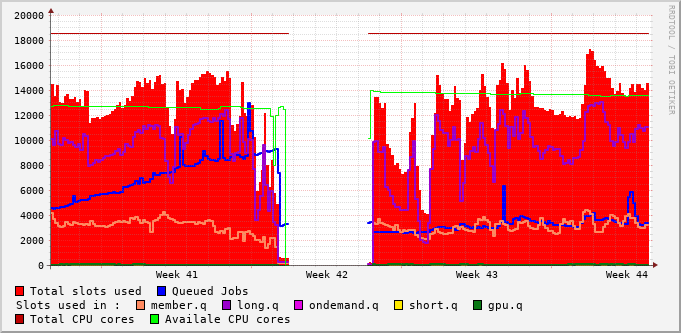 20000
18000
16000
14000
12000
10000
8000
6000
4000
2000
0
Week 41 Week 42 Week 43 Week 44
Total slots used Queued Jobs
Slots used in : member.q long.q ondemand.q short.q gpu.q
Total CPU cores Availale CPU cores
RRDTOOL / TOBI OETIKER